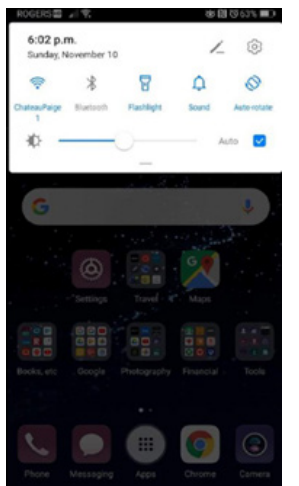 ROGERS 63%
6:02 p.m.
Sunday, November 10
ChateauPaige 1
Bluetooth
Flashlight
Sound
Auto-rotate
Auto
G
Settings
Travel
Maps
Books, etc
Google
Photography
Financial
Tools
Phone
Messaging
Apps
Chrome
Camera